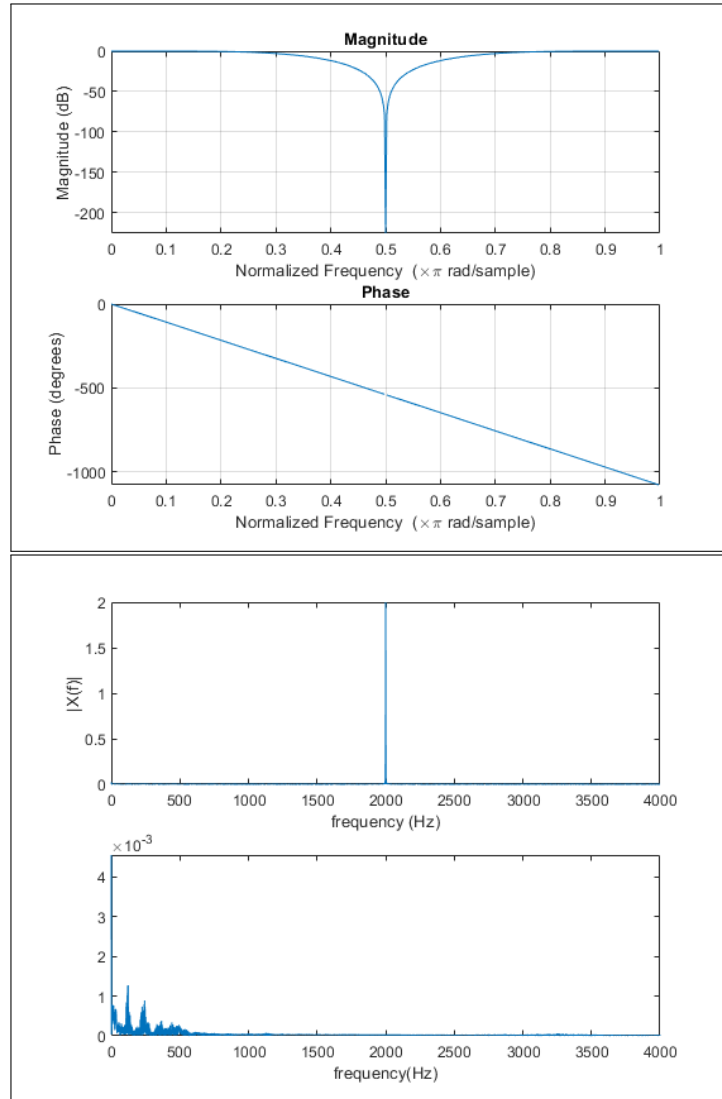 Magnitude
0
-50
-100
-150
-200
Magnitude (dB)
0 0.1 0.2 0.3 0.4 0.5 0.6 0.7 0.8 0.9 1
Normalized Frequency (×π rad/sample)
Phase
0
-500
-1000
Phase (degrees)
0 0.1 0.2 0.3 0.4 0.5 0.6 0.7 0.8 0.9 1
Normalized Frequency (×π rad/sample)
2
1.5
1
0.5
0
|X(f)|
0 500 1000 1500 2000 2500 3000 3500 4000
frequency (Hz)
×10-3
4
3
2
1
0
0 500 1000 1500 2000 2500 3000 3500 4000
frequency(Hz)